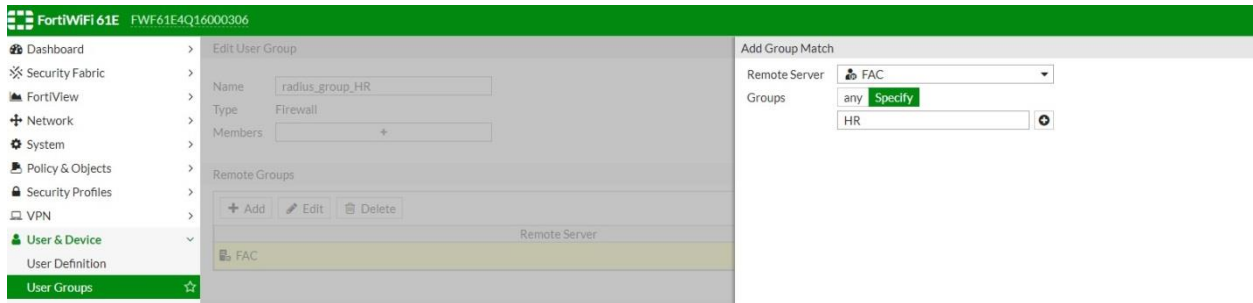 FortiWiFi 61E FWF61E4Q16000306
Dashboard
Security Fabric
FortiView
Network
System
Policy & Objects
Security Profiles
VPN
User & Device
User Definition
User Groups
Edit User Group
Name radius_group_HR
Type Firewall
Members +
Remote Groups
+ Add Edit Delete
Remote Server
FAC
Add Group Match
Remote Server FAC
Groups any Specify
HR